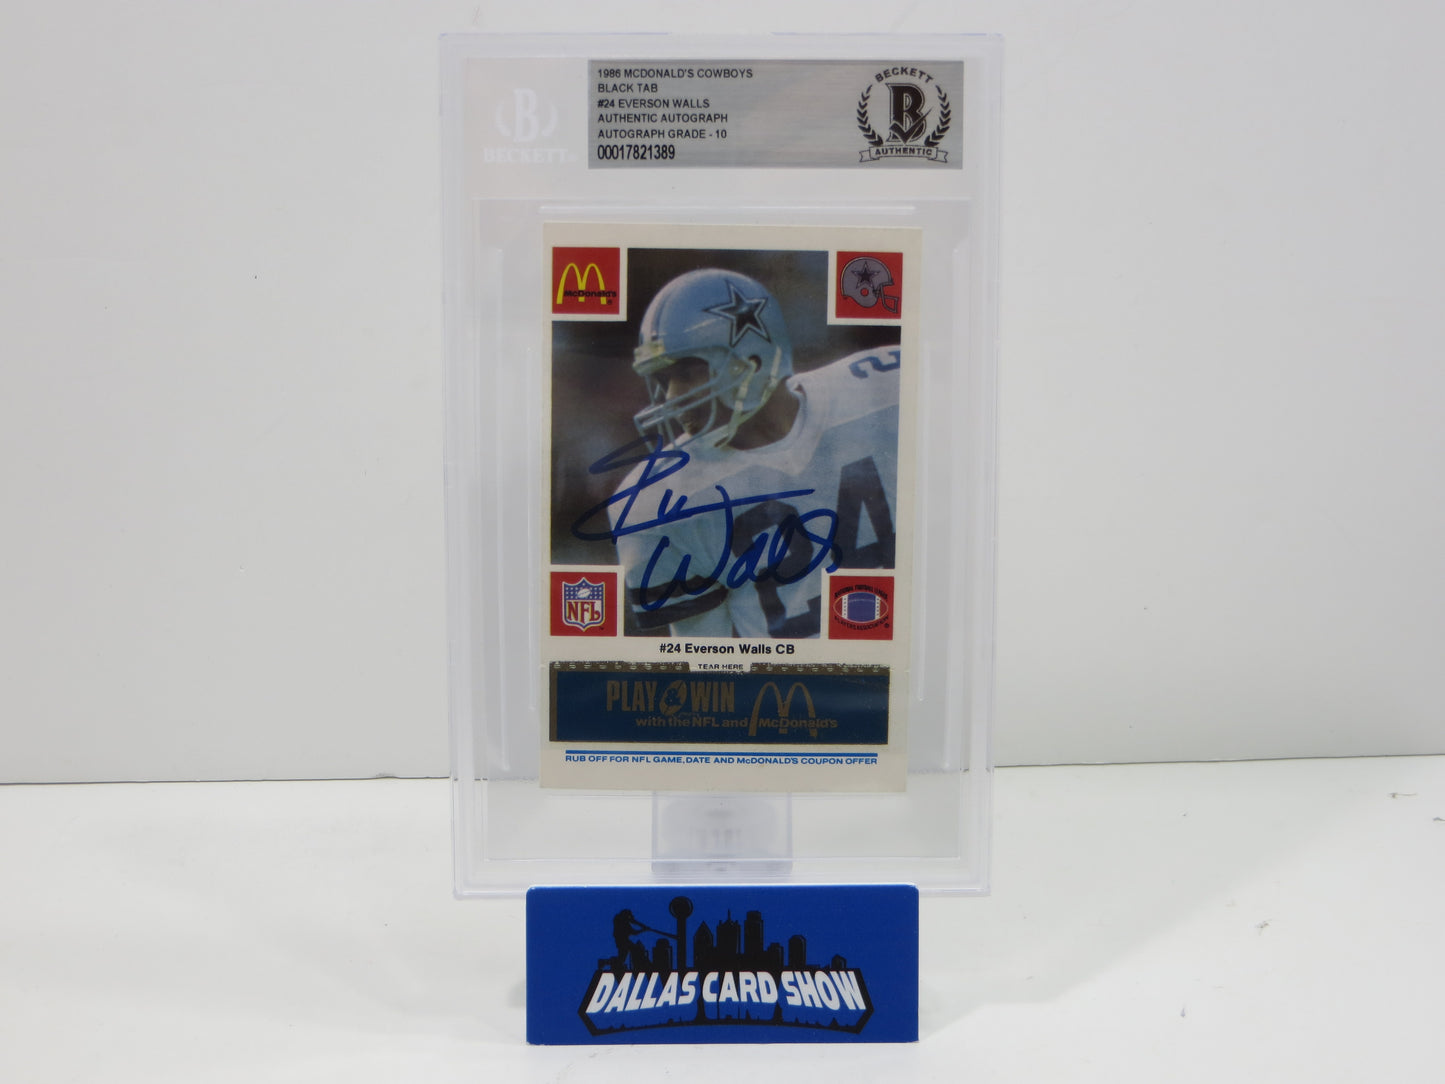 1986 MCDONALD'S COWBOYS
BLACK TAB
#24 EVERSON WALLS
AUTHENTIC AUTOGRAPH
AUTOGRAPH GRADE - 10
00017821389
BECKETT
B
AUTHENTIC
B
BECKETT
McDonald's
24
24
NFL
#24 Everson Walls CB
TEAR HERE
PLAY & WIN
with the NFL and McDonald's
RUB OFF FOR NFL GAME, DATE AND McDONALD'S COUPON OFFER
DALLAS CARD SHOW